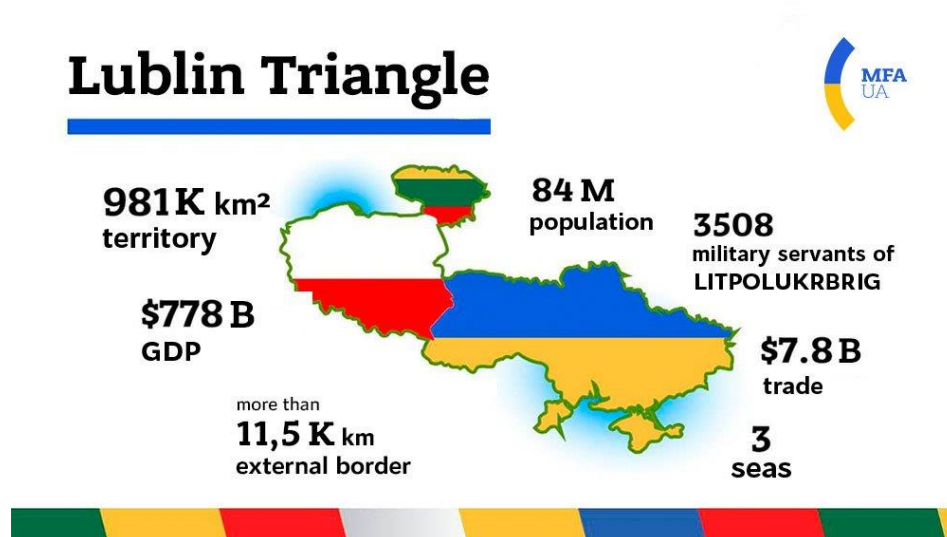 Lublin Triangle
MFA
UA
981K km²
territory
84 M
population
3508
military servants of
LITPOLUKRBRIG
$778 B
GDP
$7.8 B
trade
more than
11,5 K km
external border
3
seas